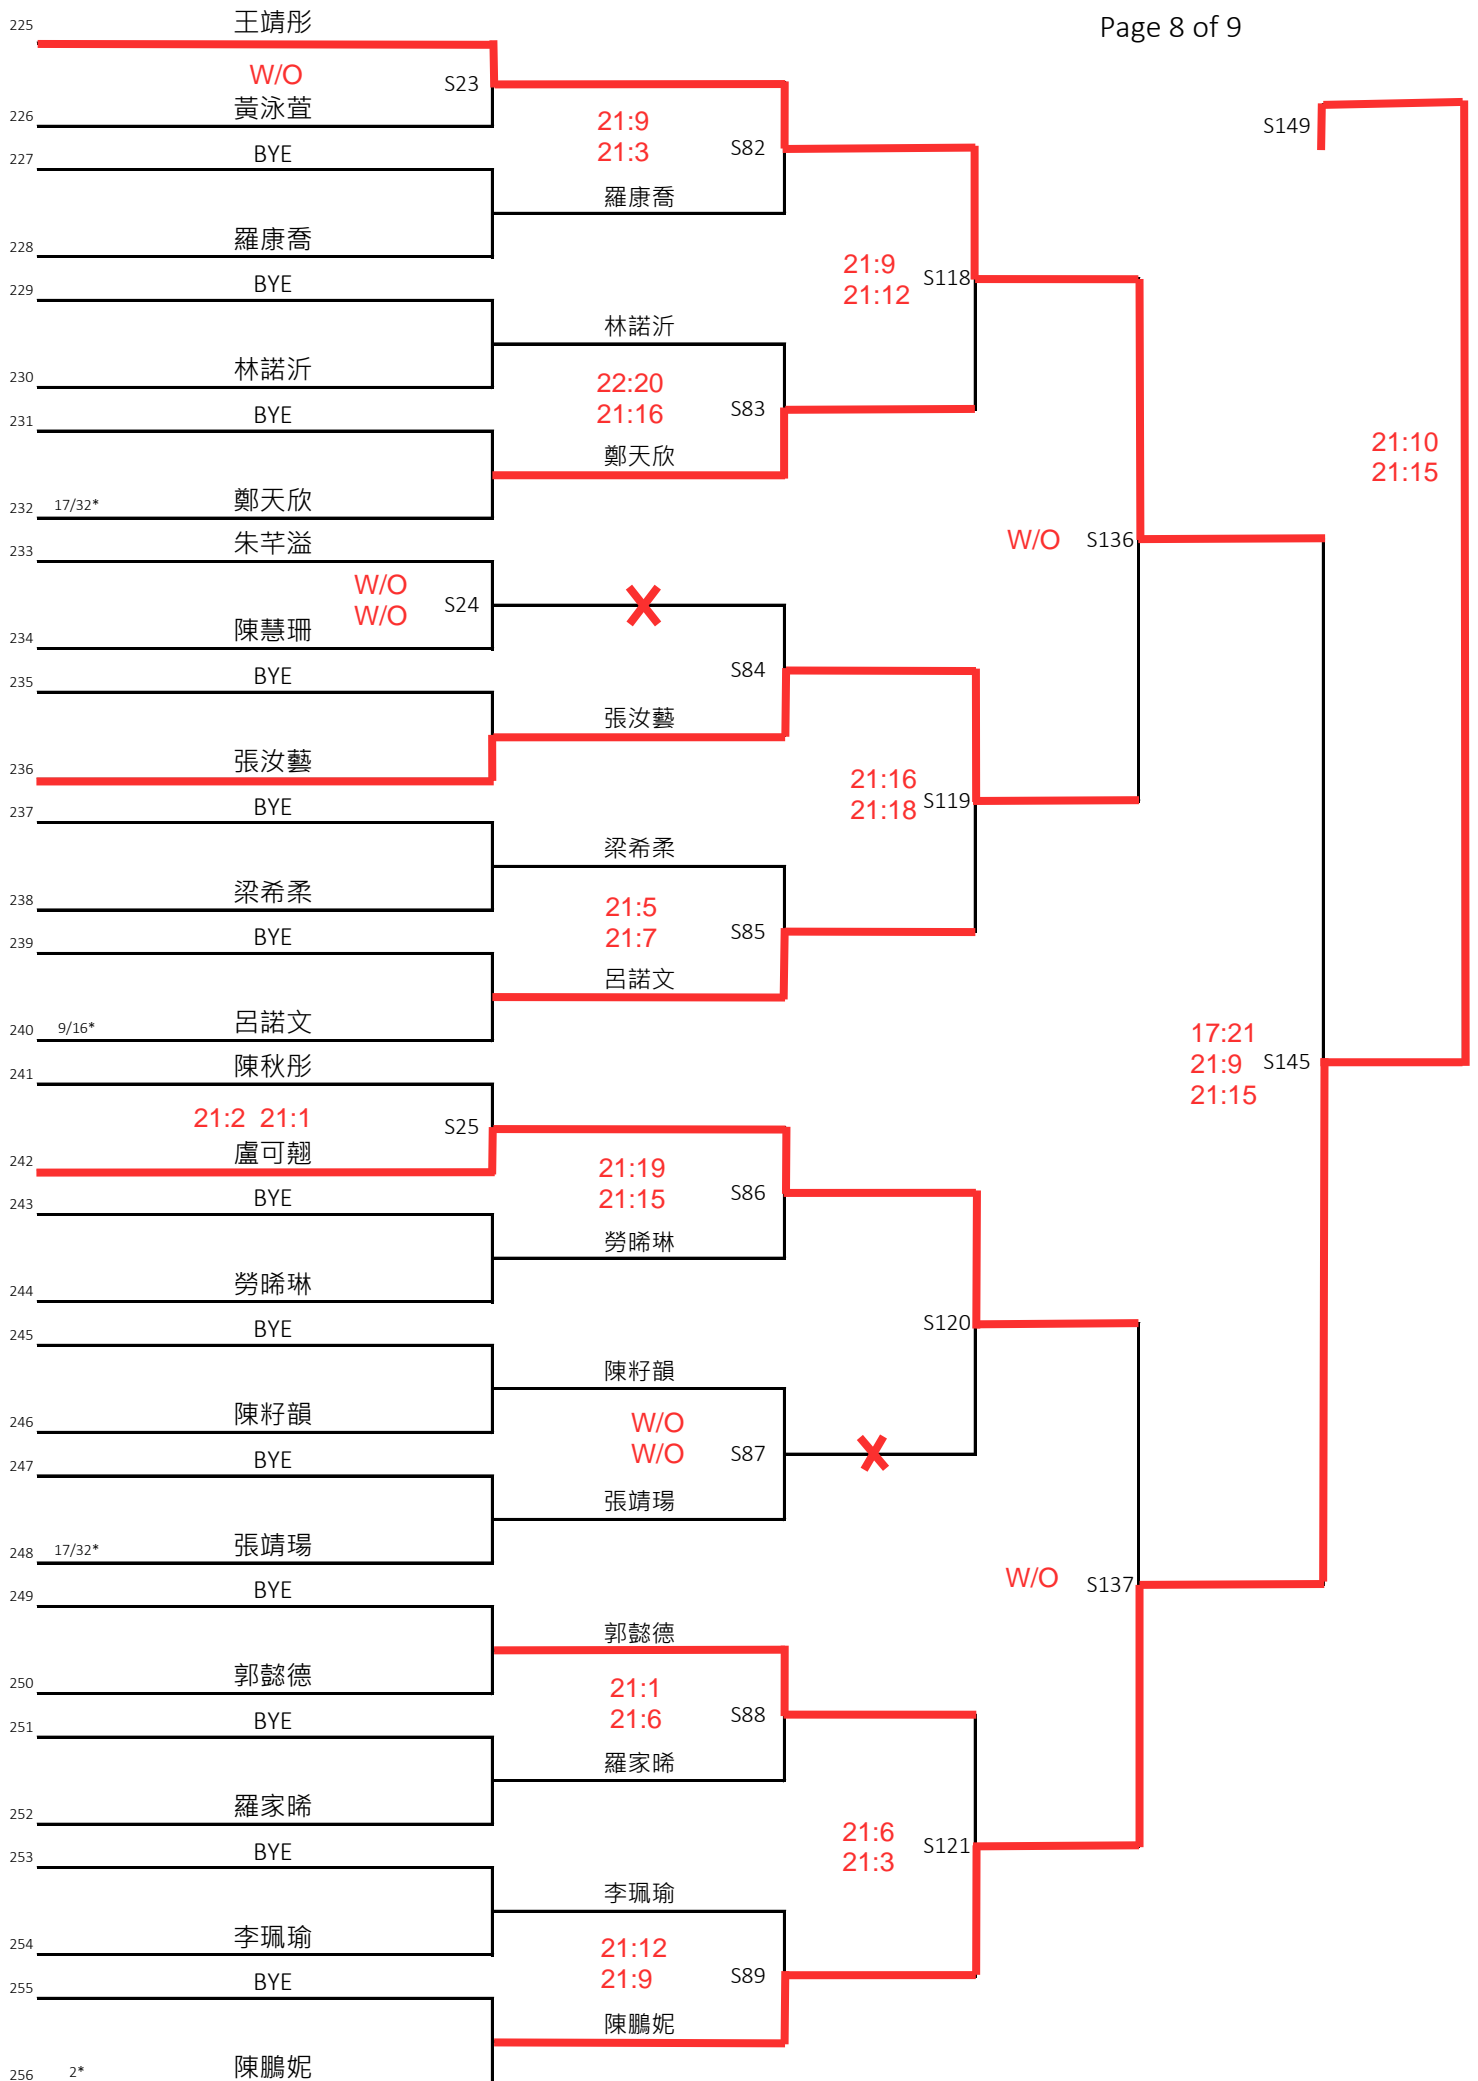 Page 8 of 9
225 王靖彤
W/O
S23
226 黃泳萓
21:9
21:3
S82
227 BYE
羅康喬
228 羅康喬
21:9
21:12
S118
229 BYE
林諾沂
230 林諾沂
22:20
21:16
S83
231 BYE
鄭天欣
232 17/32* 鄭天欣
W/O S136
233 朱芊溢
W/O
W/O
S24
234 陳慧珊
S84
235 BYE
張汝藝
236 張汝藝
21:16
21:18
S119
237 BYE
梁希柔
238 梁希柔
21:5
21:7
S85
239 BYE
呂諾文
240 9/16* 呂諾文
17:21
21:9
21:15
S145
S149
21:10
21:15
241 陳秋彤
21:2 21:1
S25
242 盧可翹
21:19
21:15
S86
243 BYE
勞晞琳
244 勞晞琳
S120
245 BYE
陳籽韻
246 陳籽韻
W/O
W/O
S87
247 BYE
張靖瑒
248 17/32* 張靖瑒
W/O S137
249 BYE
郭懿德
250 郭懿德
21:1
21:6
S88
251 BYE
羅家晞
252 羅家晞
21:6
21:3
S121
253 BYE
李珮瑜
254 李珮瑜
21:12
21:9
S89
255 BYE
陳鵬妮
256 2* 陳鵬妮